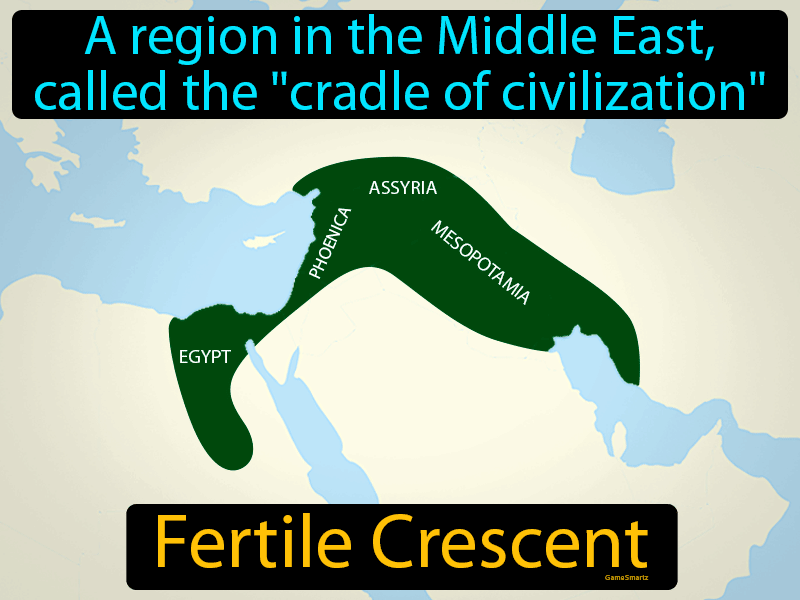 A region in the Middle East,
called the "cradle of civilization"
ASSYRIA
PHOENICA
MESOPOTAMIA
EGYPT
Fertile Crescent
GameSmartz